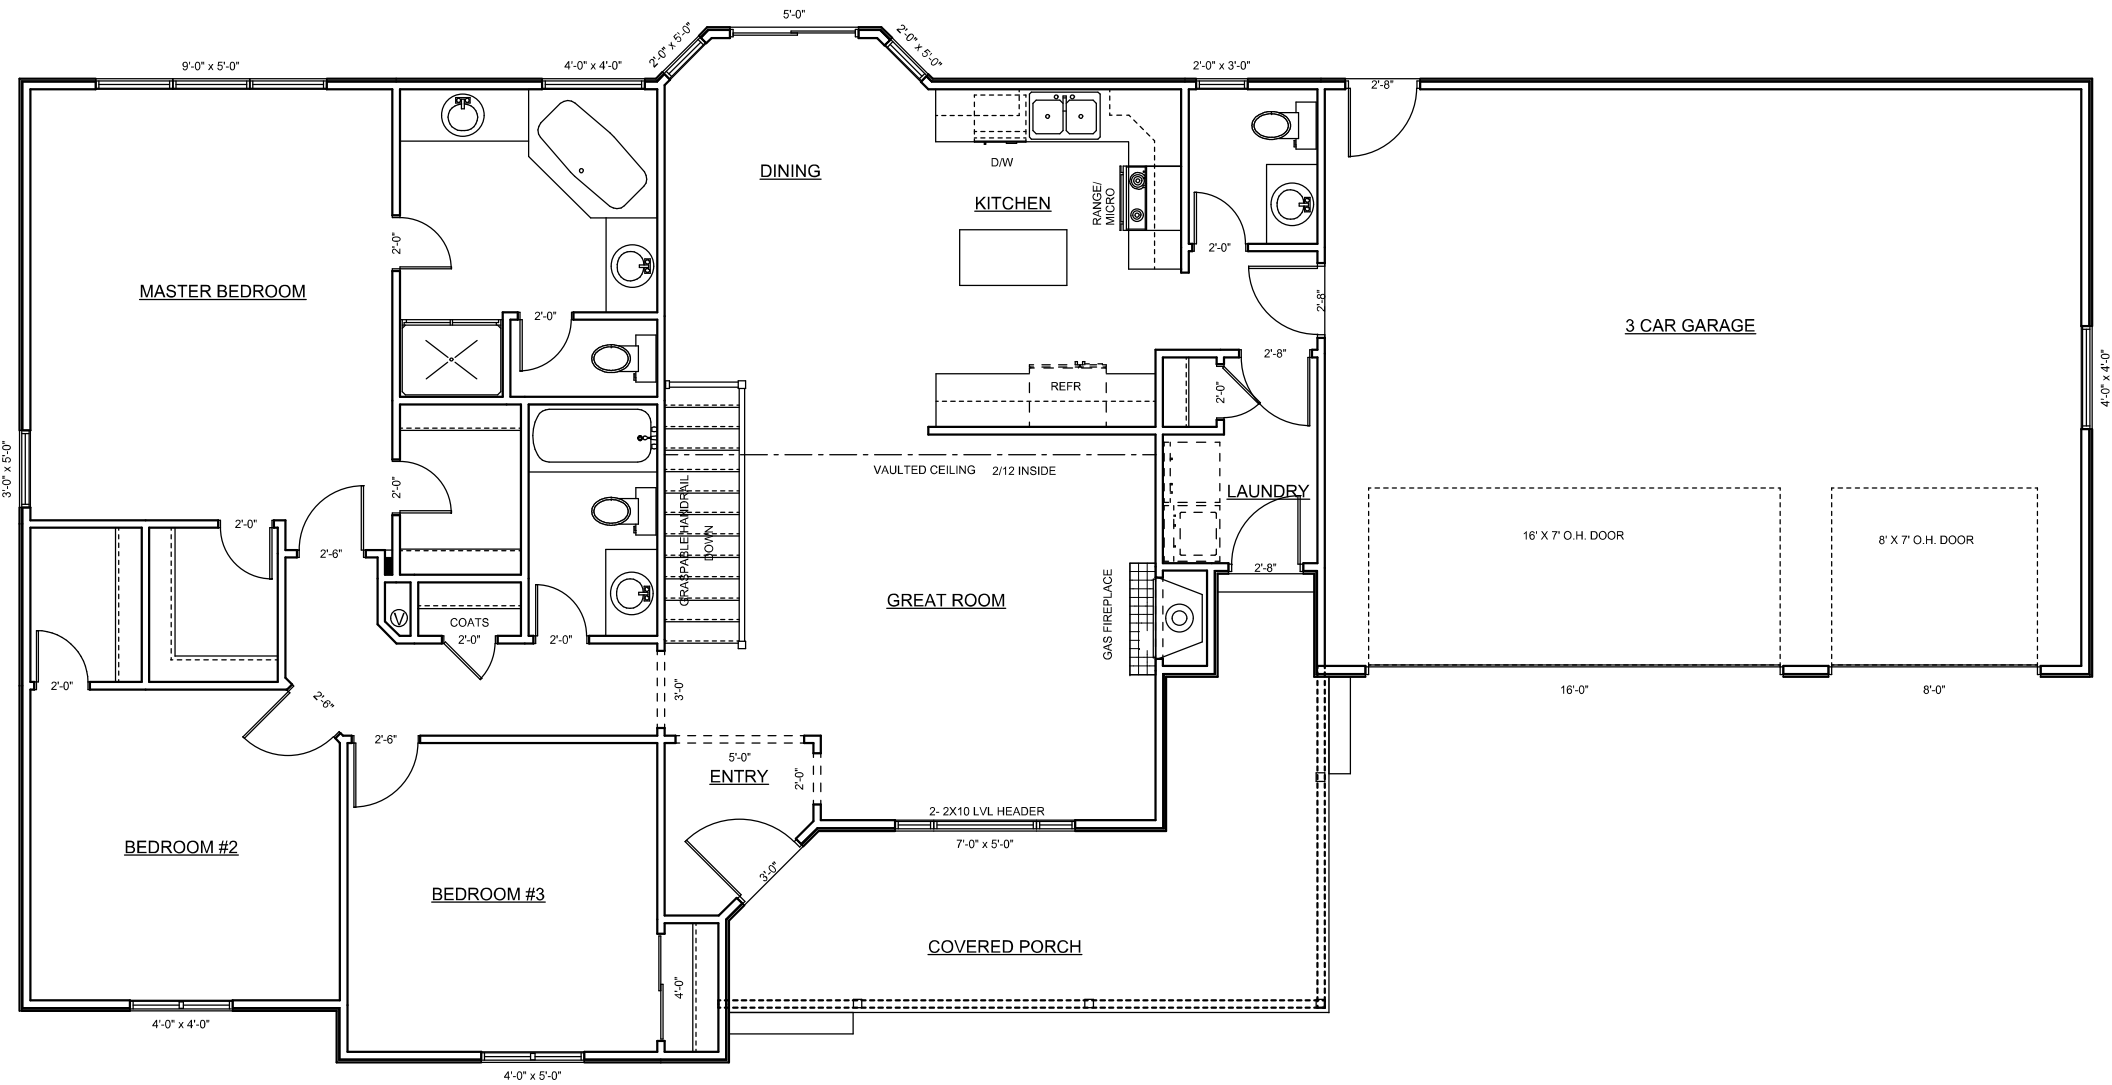 5'-0"
2'-0" x 5'-0"
2'-0" x 5'-0"
9'-0" x 5'-0"
4'-0" x 4'-0"
2'-0" x 3'-0"
2'-8"
D/W
DINING
KITCHEN
RANGE/
MICRO
2'-0"
2'-0"
MASTER BEDROOM
2'-8"
2'-0"
3 CAR GARAGE
2'-8"
4'-0" x 4'-0"
REFR
2'-0"
3'-0" x 5'-0"
VAULTED CEILING 2/12 INSIDE
2'-0"
LAUNDRY
GRASPABLE HANDRAIL
DOWN
2'-0"
2'-6"
16' X 7' O.H. DOOR
8' X 7' O.H. DOOR
2'-8"
GREAT ROOM
GAS FIREPLACE
V
COATS
2'-0"
2'-0"
2'-0"
2'-6"
3'-0"
16'-0"
8'-0"
2'-6"
5'-0"
ENTRY
2'-0"
2- 2X10 LVL HEADER
7'-0" x 5'-0"
BEDROOM #2
3'-0"
BEDROOM #3
COVERED PORCH
4'-0"
4'-0" x 4'-0"
4'-0" x 5'-0"